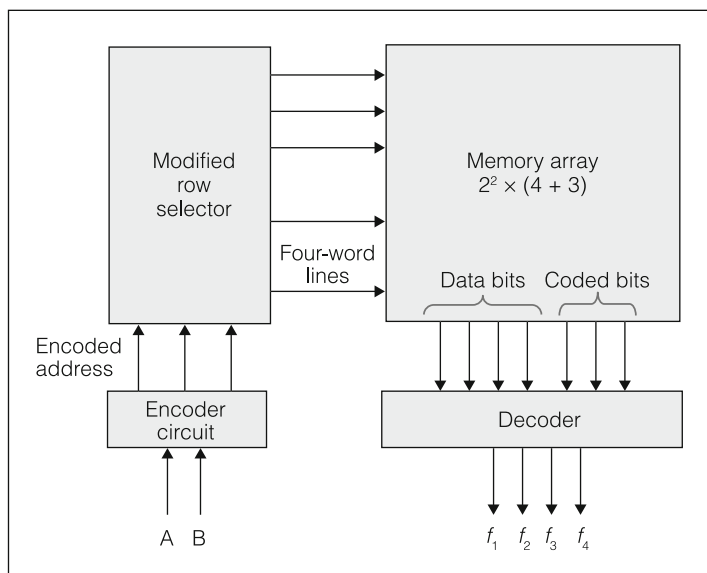 Modified
row
selector
Memory array
2² × (4 + 3)
Four-word
lines
Data bits
Coded bits
Encoded
address
Encoder
circuit
Decoder
A B
f₁ f₂ f₃ f₄